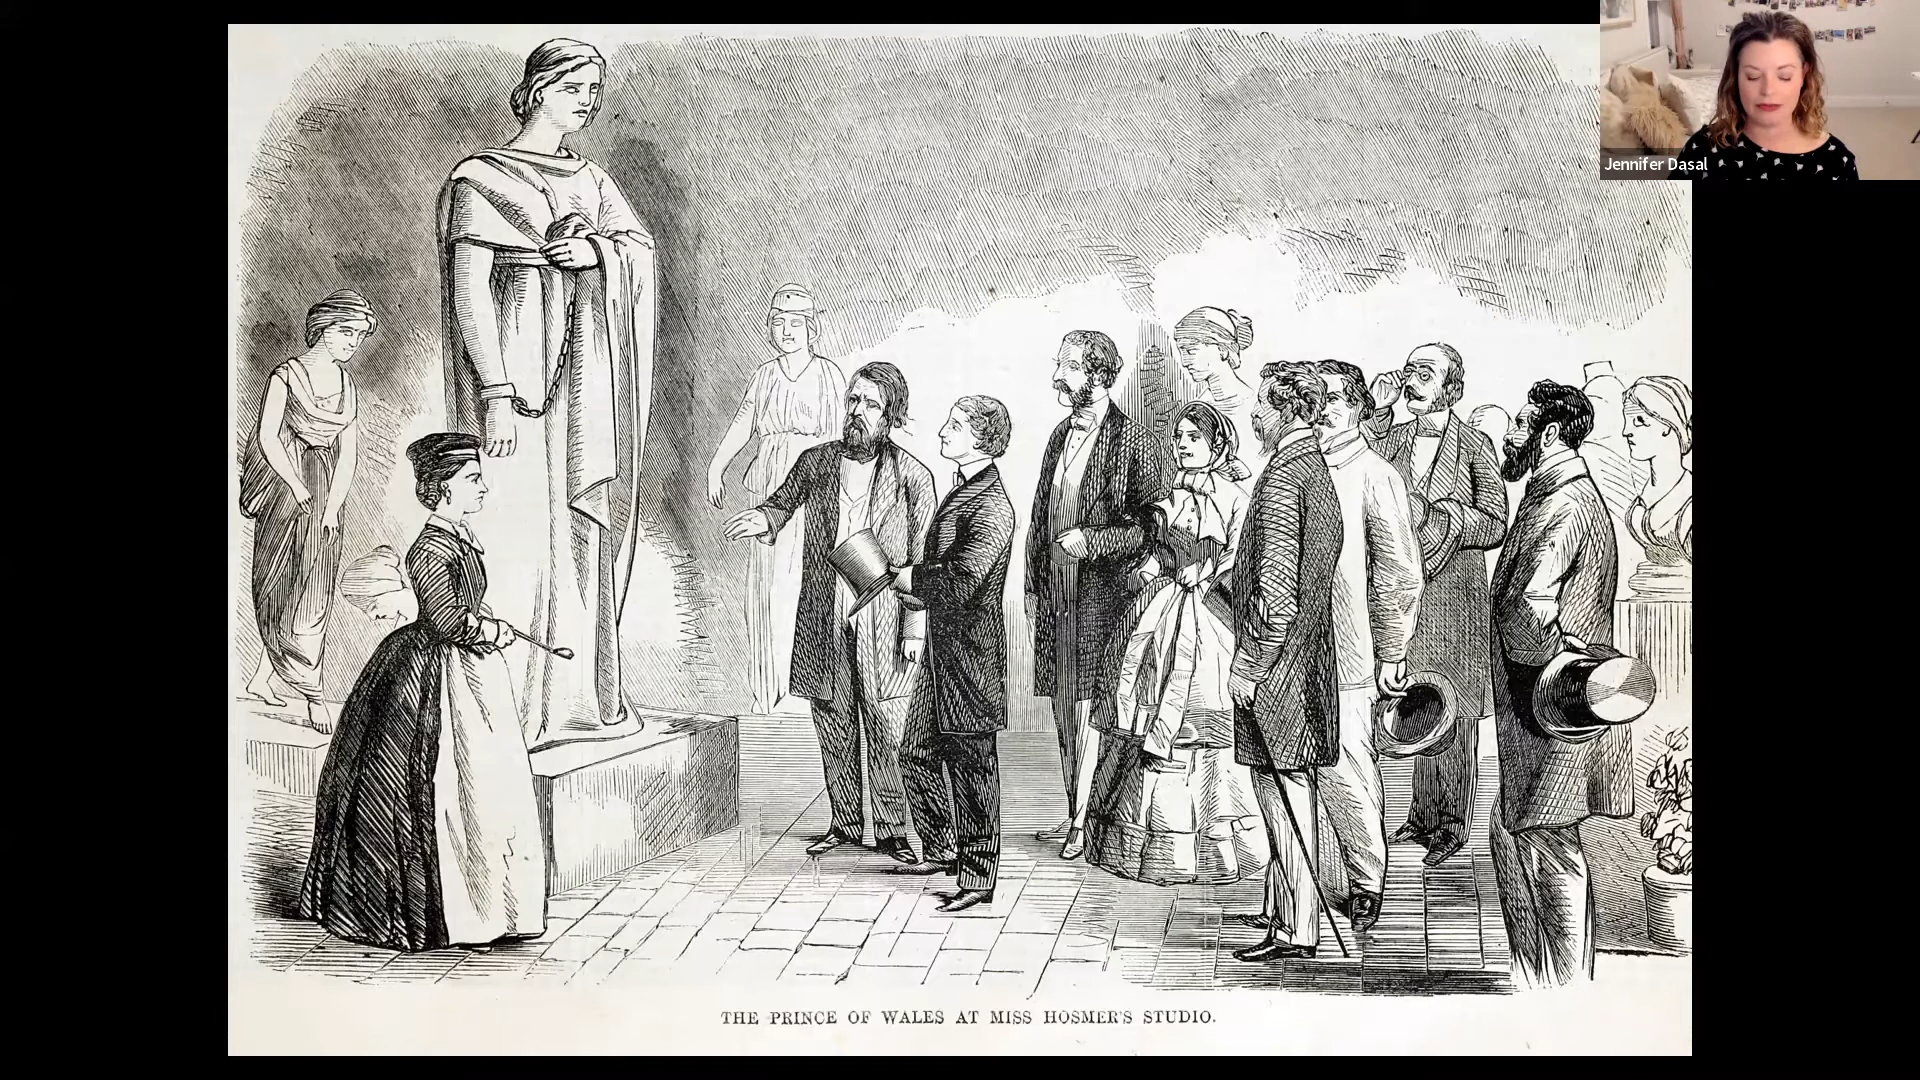 Jennifer Dasal
THE PRINCE OF WALES AT MISS HOSMER'S STUDIO.